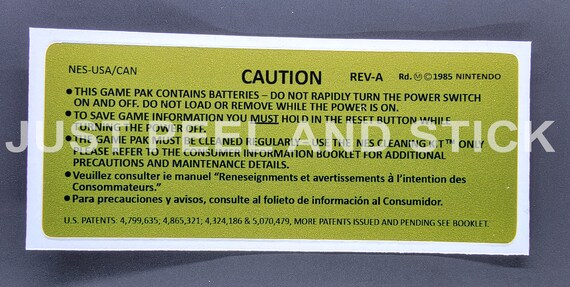 NES-USA/CAN CAUTION REV-A Rd. Ⓜ ©1985 NINTENDO
● THIS GAME PAK CONTAINS BATTERIES – DO NOT RAPIDLY TURN THE POWER SWITCH
ON AND OFF. DO NOT LOAD OR REMOVE WHILE THE POWER IS ON.
● TO SAVE GAME INFORMATION YOU MUST HOLD IN THE RESET BUTTON WHILE
TURNING THE POWER OFF.
JUST PEEL AND STICK
● THE GAME PAK MUST BE CLEANED REGULARLY – USE THE NES CLEANING KIT™ ONLY
PLEASE REFER TO THE CONSUMER INFORMATION BOOKLET FOR ADDITIONAL
PRECAUTIONS AND MAINTENANCE DETAILS.
● Veuillez consulter ie manuel "Reneseignments et avertissements à l'intention des
Consommateurs."
● Para precauciones y avisos, consulte al folieto de información al Consumidor.
U.S. PATENTS: 4,799,635; 4,865,321; 4,324,186 & 5,070,479, MORE PATENTS ISSUED AND PENDING SEE BOOKLET.